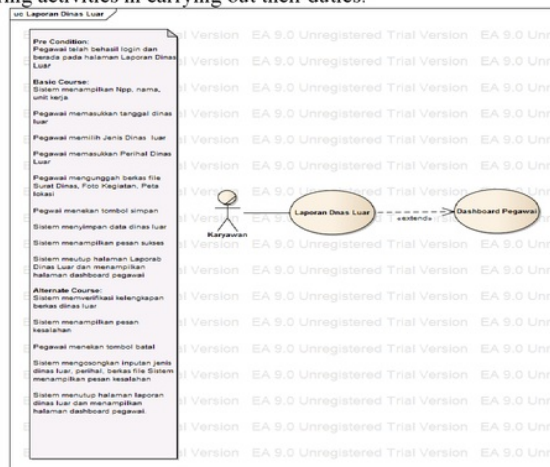 ring activities in carrying out their duties.
uc Laporan Dinas Luar
Pre Condition:
Pegawai telah behasil login dan
berada pada halaman Laporan Dinas
Luar
Basic Course:
Sistem menampilkan Npp, nama,
unit kerja
Pegawai memasukkan tanggal dinas
luar
Pegawai memilih Jenis Dinas luar
Pegawai memasukkan Perihal Dinas
Luar
Pegawai mengunggah berkas file
Surat Dinas, Foto Kegiatan, Peta
lokasi
Pegwai menekan tombol simpan
Sistem menyimpan data dinas luar
Sistem menampilkan pesan sukses
Sistem meutup halaman Laporab
Dinas Luar dan menampilkan
halaman dashboard pegawai
Alternate Course:
Sistem memverifikasi kelengkapan
berkas dinas luar
Sistem menampilkan pesan
kesalahan
Pegawai menekan tombol batal
Sistem mengosongkan inputan jenis
dinas luar, perihal, berkas file Sistem
menampilkan pesan kesalahan
Sistem menutup halaman laporan
dinas luar dan menampilkan
halaman dashboard pegawai.
Karyawan
Laporan Dnas Luar
«extend»
Dashboard Pegawai
EA 9.0 Unregistered Trial Version